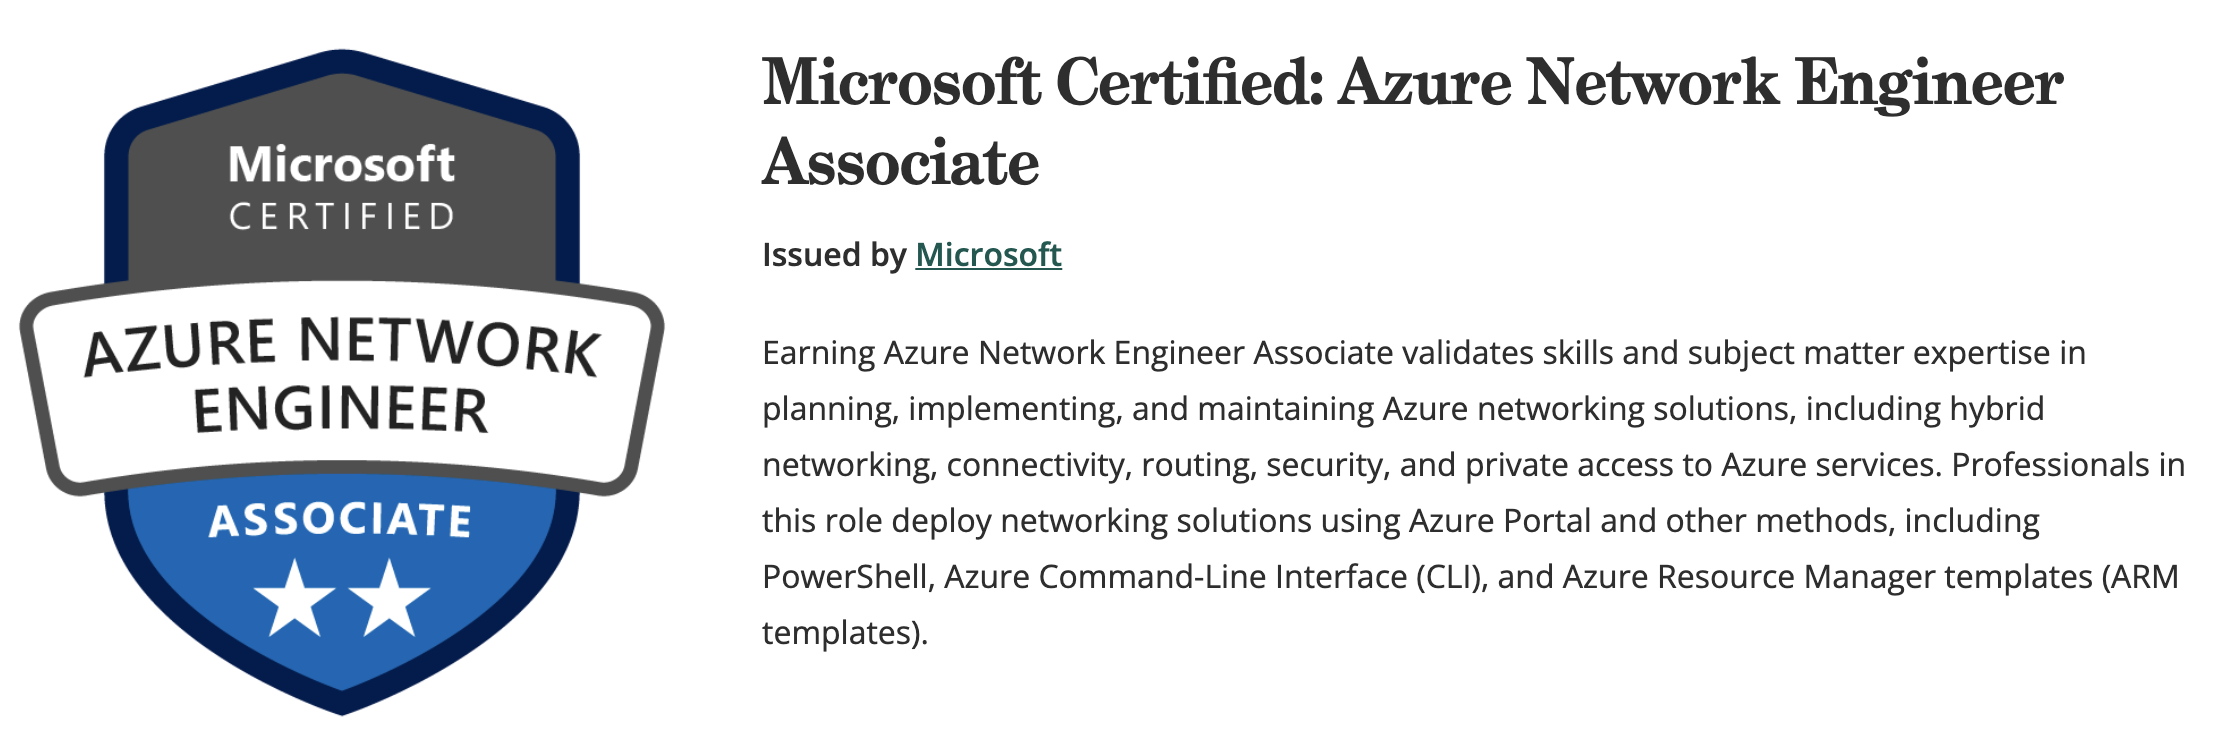 Microsoft
CERTIFIED
AZURE NETWORK
ENGINEER
ASSOCIATE
Microsoft Certified: Azure Network Engineer
Associate
Issued by Microsoft
Earning Azure Network Engineer Associate validates skills and subject matter expertise in
planning, implementing, and maintaining Azure networking solutions, including hybrid
networking, connectivity, routing, security, and private access to Azure services. Professionals in
this role deploy networking solutions using Azure Portal and other methods, including
PowerShell, Azure Command-Line Interface (CLI), and Azure Resource Manager templates (ARM
templates).